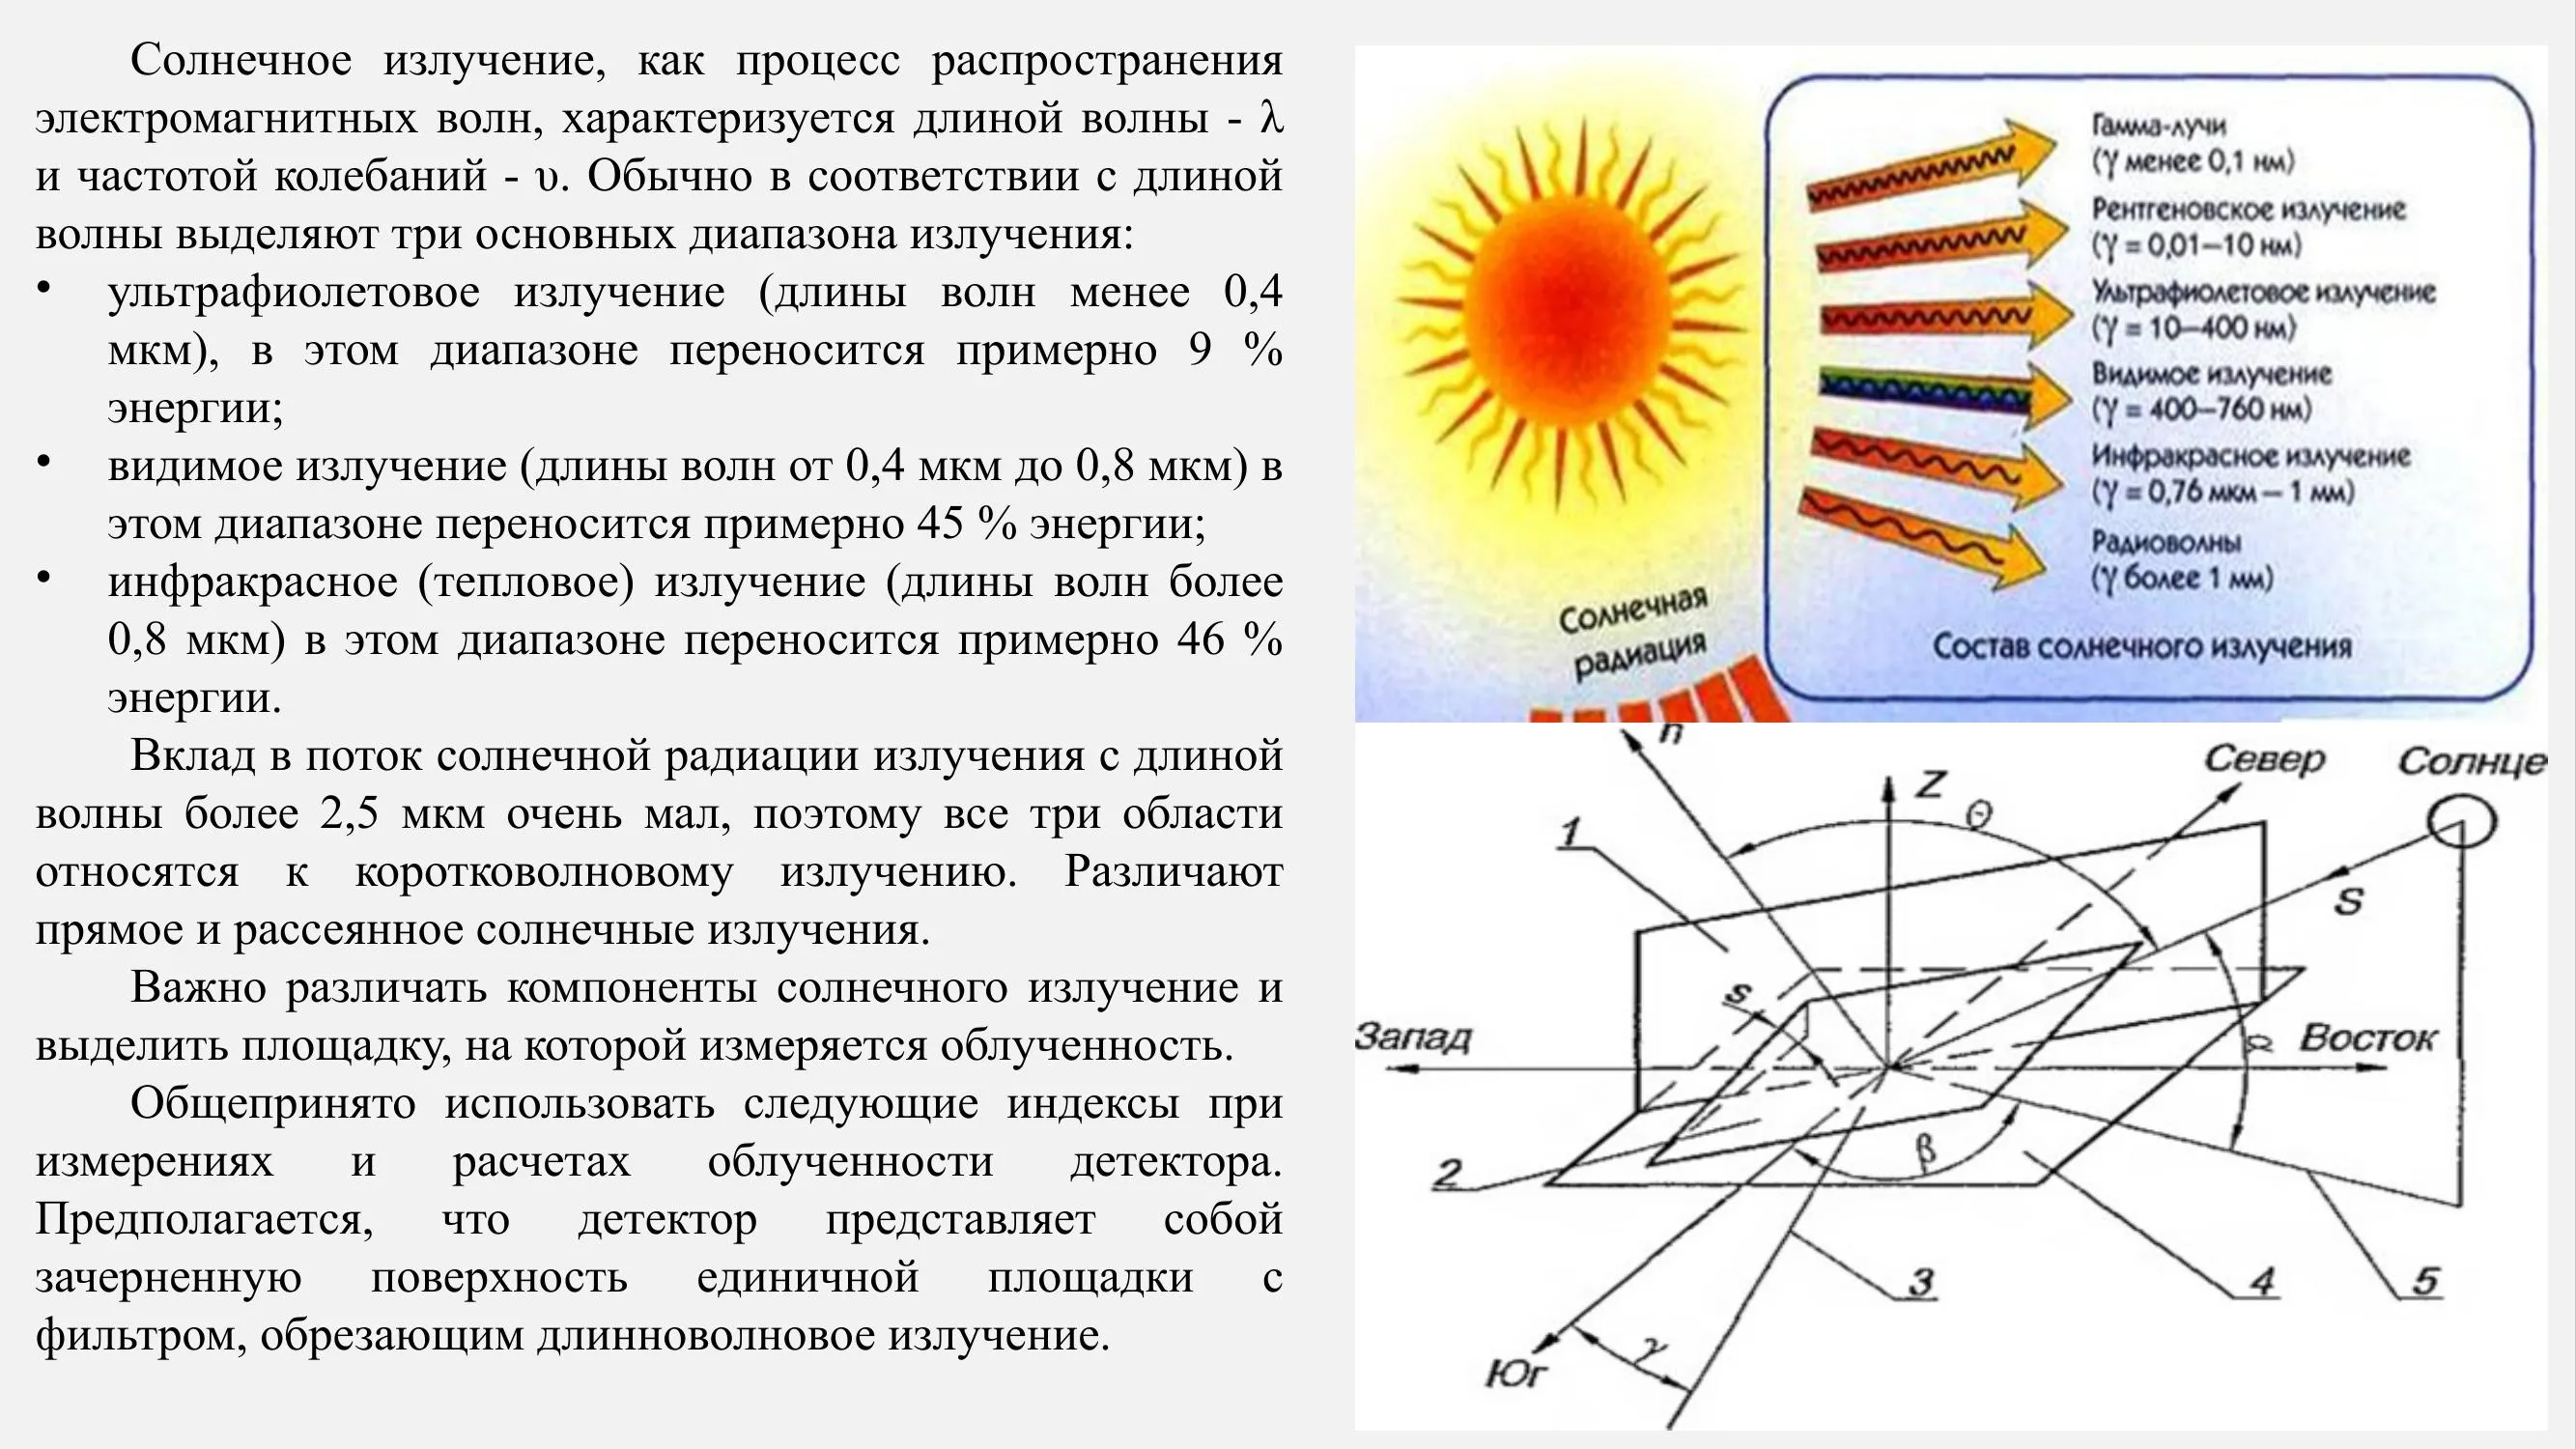 Солнечное излучение, как процесс распространения
электромагнитных волн, характеризуется длиной волны - λ
и частотой колебаний - υ. Обычно в соответствии с длиной
волны выделяют три основных диапазона излучения:
• ультрафиолетовое излучение (длины волн менее 0,4
мкм), в этом диапазоне переносится примерно 9 %
энергии;
• видимое излучение (длины волн от 0,4 мкм до 0,8 мкм) в
этом диапазоне переносится примерно 45 % энергии;
• инфракрасное (тепловое) излучение (длины волн более
0,8 мкм) в этом диапазоне переносится примерно 46 %
энергии.
Вклад в поток солнечной радиации излучения с длиной
волны более 2,5 мкм очень мал, поэтому все три области
относятся к коротковолновому излучению. Различают
прямое и рассеянное солнечные излучения.
Важно различать компоненты солнечного излучение и
выделить площадку, на которой измеряется облученность.
Общепринято использовать следующие индексы при
измерениях и расчетах облученности детектора.
Предполагается, что детектор представляет собой
зачерненную поверхность единичной площадки с
фильтром, обрезающим длинноволновое излучение.
Гамма-лучи
(γ менее 0,1 нм)
Рентгеновское излучение
(γ = 0,01–10 нм)
Ультрафиолетовое излучение
(γ = 10–400 нм)
Видимое излучение
(γ = 400–760 нм)
Инфракрасное излучение
(γ = 0,76 мкм – 1 мм)
Радиоволны
(γ более 1 мм)
Состав солнечного излучения
Солнечная
радиация
n
Z
Θ
Север
Солнце
1
S
s
Запад
α
Восток
2
β
3
4
5
Юг
γ